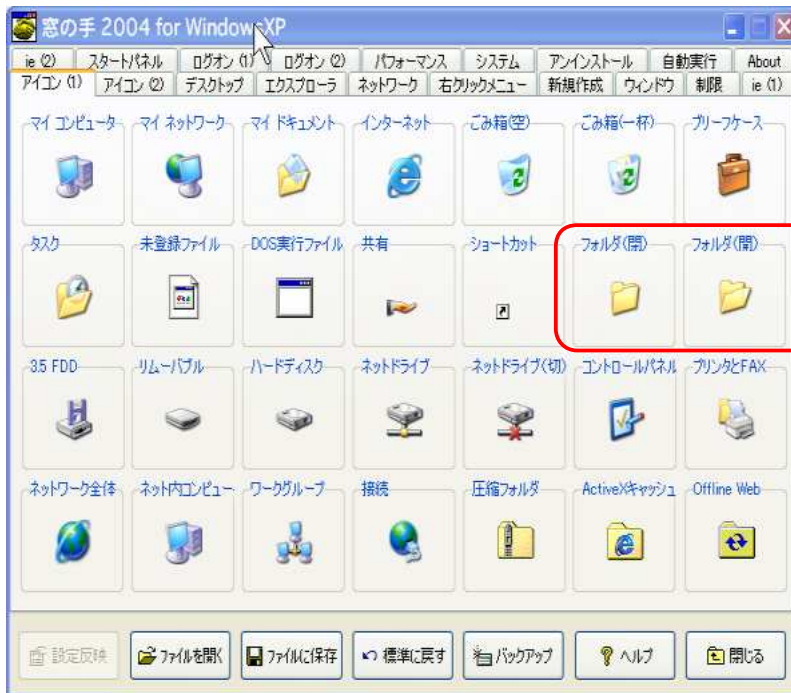 窓の手 2004 for WindowsXP
ie (2) スタートパネル ログオン (1) ログオン (2) パフォーマンス システム アンインストール 自動実行 About
アイコン (1) アイコン (2) デスクトップ エクスプローラ ネットワーク 右クリックメニュー 新規作成 ウィンドウ 制限 ie (1)
マイ コンピュータ マイ ネットワーク マイ ドキュメント インターネット ごみ箱(空) ごみ箱(一杯) ブリーフケース
タスク 未登録ファイル DOS実行ファイル 共有 ショートカット フォルダ(閉) フォルダ(開)
3.5 FDD リムーバブル ハードディスク ネットドライブ ネットドライブ(切) コントロールパネル プリンタとFAX
ネットワーク全体 ネット内コンピュー ワークグループ 接続 圧縮フォルダ ActiveXキャッシュ Offline Web
設定反映 ファイルを開く ファイルに保存 標準に戻す バックアップ ヘルプ 閉じる